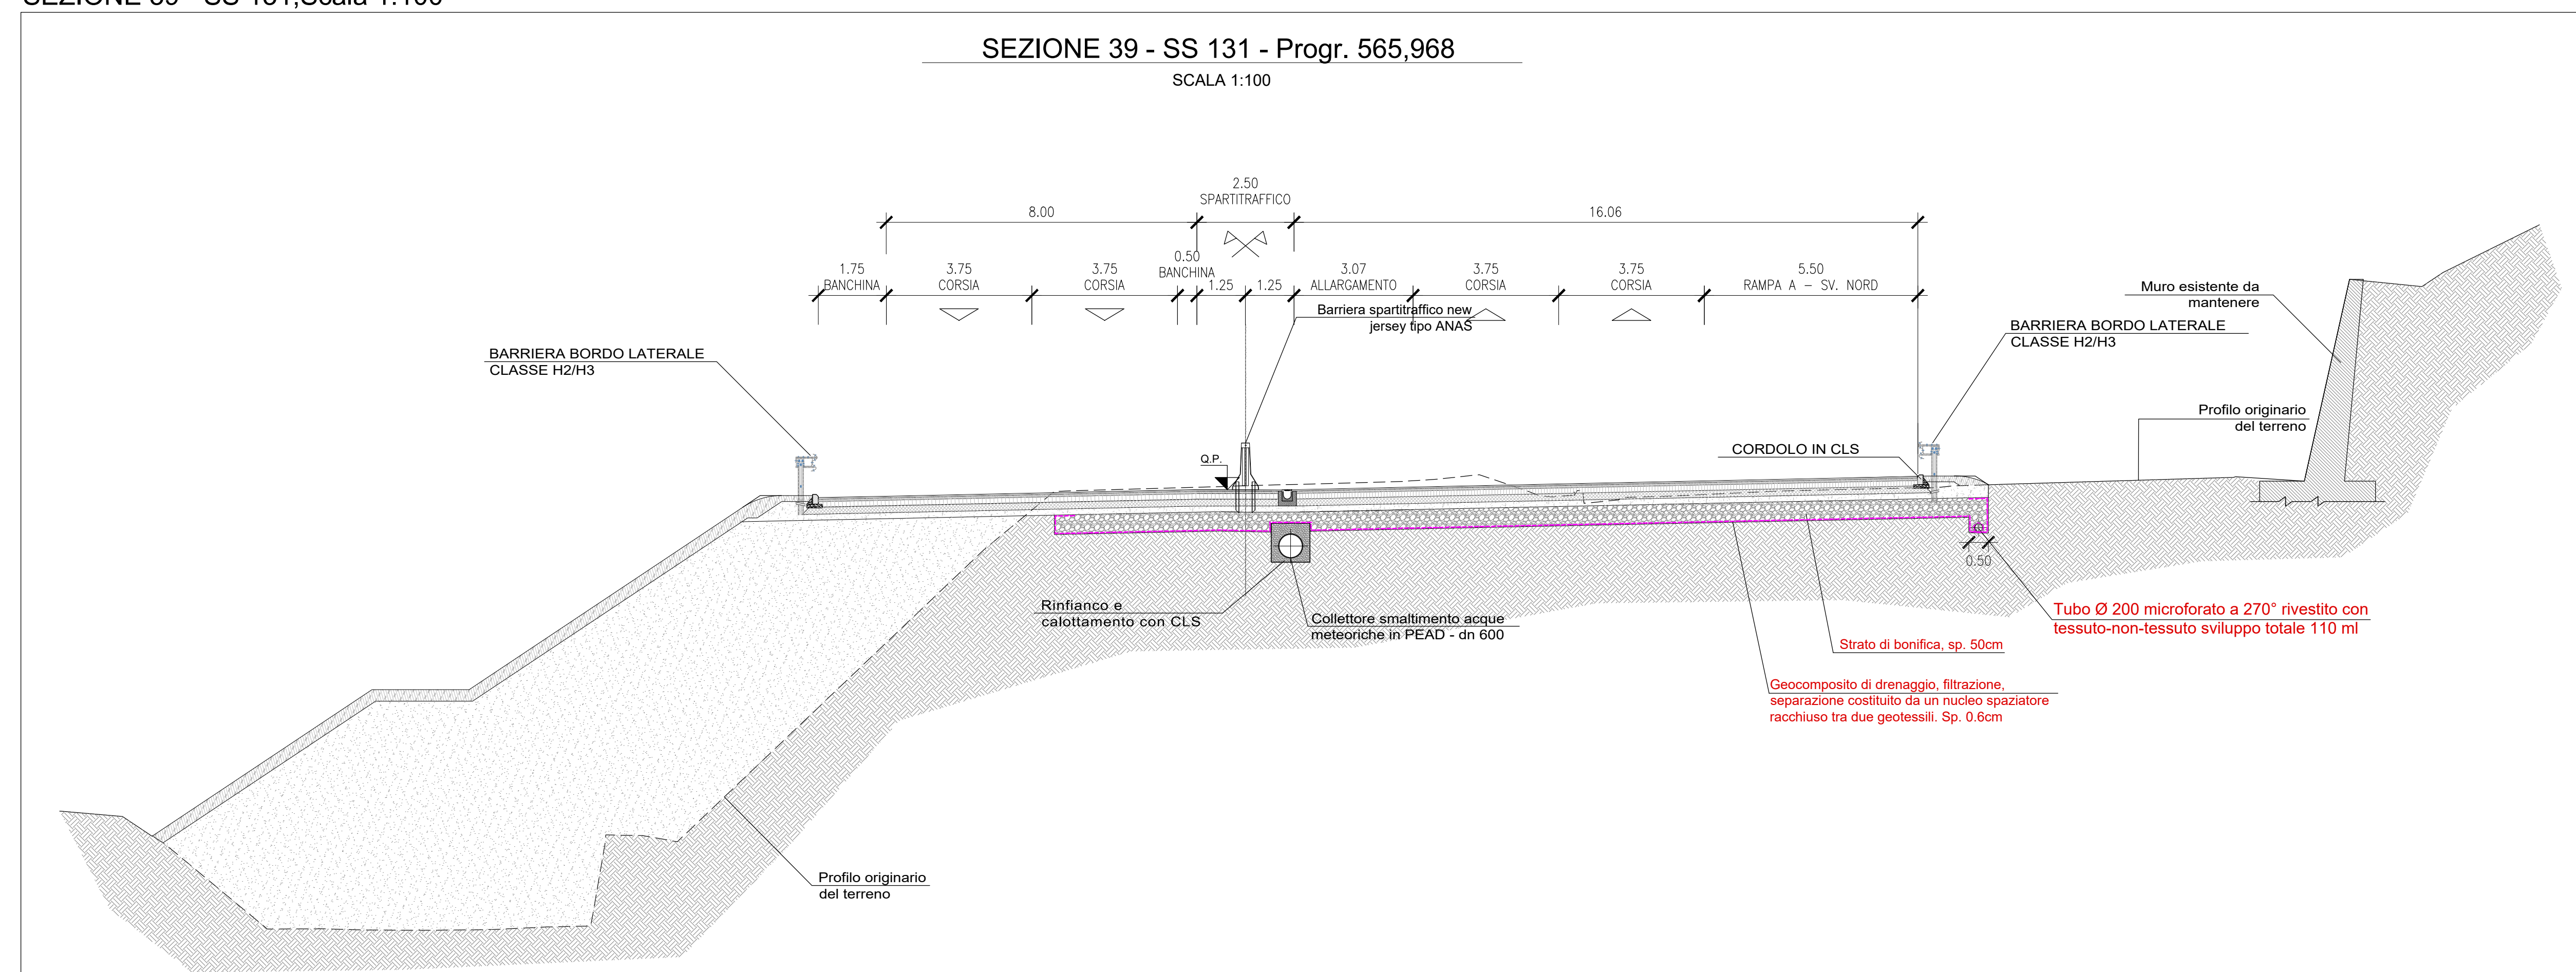 SEZIONE 39 - SS 131 - Progr. 565,968
SCALA 1:100
2.50
SPARTITRAFFICO
8.00
16.06
1.75
BANCHINA
3.75
CORSIA
3.75
CORSIA
0.50
BANCHINA
1.25
1.25
3.07
ALLARGAMENTO
3.75
CORSIA
3.75
CORSIA
5.50
RAMPA A – SV. NORD
Barriera spartitraffico new
jersey tipo ANAS
Muro esistente da
mantenere
BARRIERA BORDO LATERALE
CLASSE H2/H3
BARRIERA BORDO LATERALE
CLASSE H2/H3
Profilo originario
del terreno
CORDOLO IN CLS
Q.P.
0.50
Rinfianco e
calottamento con CLS
Collettore smaltimento acque
meteoriche in PEAD - dn 600
Tubo Ø 200 microforato a 270° rivestito con
tessuto-non-tessuto sviluppo totale 110 ml
Strato di bonifica, sp. 50cm
Geocomposito di drenaggio, filtrazione,
separazione costituito da un nucleo spaziatore
racchiuso tra due geotessili. Sp. 0.6cm
Profilo originario
del terreno